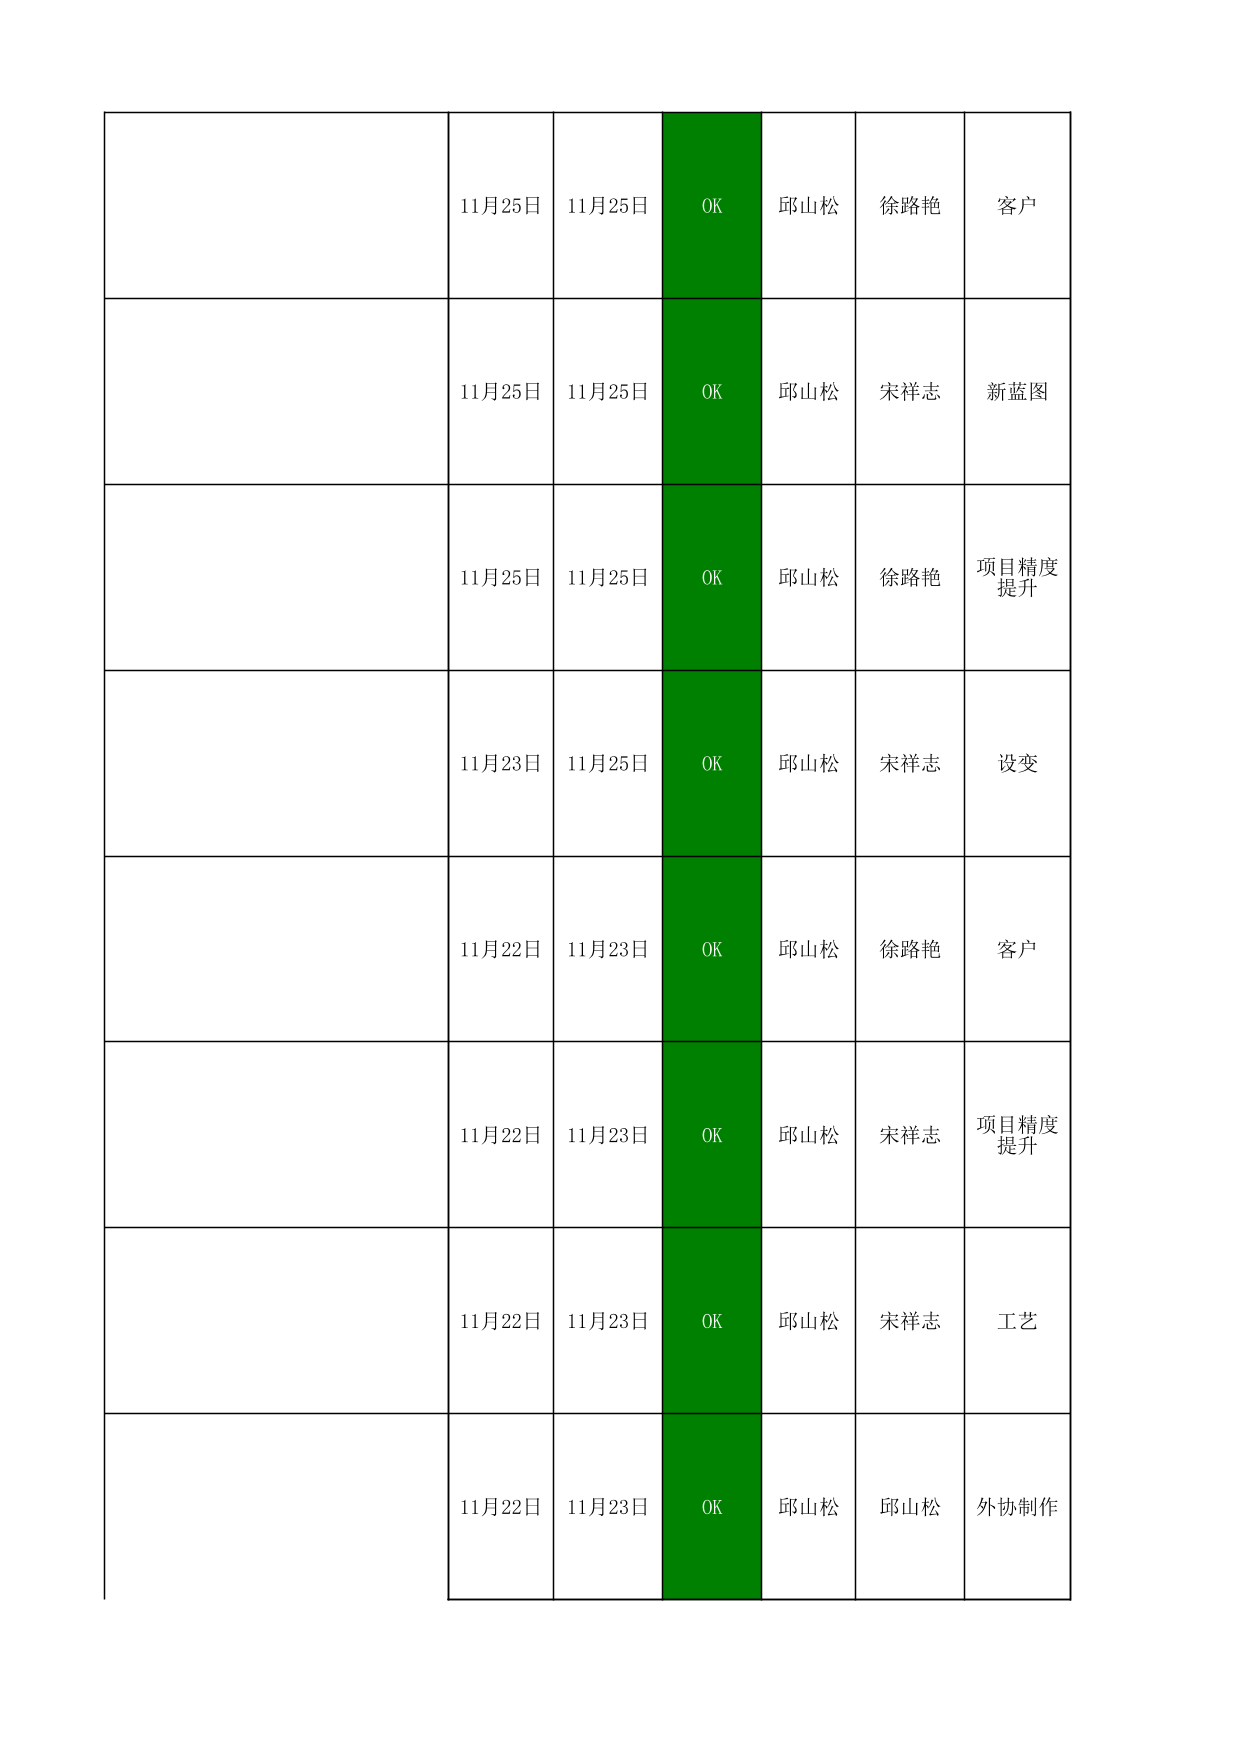 11月25日 11月25日 OK 邱山松 徐路艳 客户
11月25日 11月25日 OK 邱山松 宋祥志 新蓝图
11月25日 11月25日 OK 邱山松 徐路艳 项目精度
提升
11月23日 11月25日 OK 邱山松 宋祥志 设变
11月22日 11月23日 OK 邱山松 徐路艳 客户
11月22日 11月23日 OK 邱山松 宋祥志 项目精度
提升
11月22日 11月23日 OK 邱山松 宋祥志 工艺
11月22日 11月23日 OK 邱山松 邱山松 外协制作